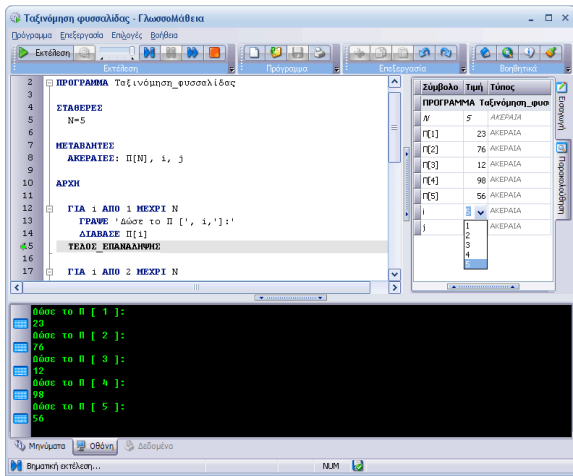 Ταξινόμηση φυσσαλίδας - ΓλωσσοΜάθεια
Πρόγραμμα Επεξεργασία Επιλογές Βοήθεια
Εκτέλεση
Εκτέλεση Πρόγραμμα Επεξεργασία Βοηθητικά
2 ΠΡΟΓΡΑΜΜΑ Ταξινόμηση_φυσσαλίδας
3
4 ΣΤΑΘΕΡΕΣ
5 N=5
6
7 ΜΕΤΑΒΛΗΤΕΣ
8 ΑΚΕΡΑΙΕΣ: Π[N], i, j
9
10 ΑΡΧΗ
11
12 ΓΙΑ i ΑΠΟ 1 ΜΕΧΡΙ N
13 ΓΡΑΨΕ 'Δώσε το Π [', i,']:'
14 ΔΙΑΒΑΣΕ Π[i]
15 ΤΕΛΟΣ_ΕΠΑΝΑΛΗΨΗΣ
16
17 ΓΙΑ i ΑΠΟ 2 ΜΕΧΡΙ N
Σύμβολο Τιμή Τύπος
ΠΡΟΓΡΑΜΜΑ Ταξινόμηση_φυσ
N 5 ΑΚΕΡΑΙΑ
Π[1] 23 ΑΚΕΡΑΙΑ
Π[2] 76 ΑΚΕΡΑΙΑ
Π[3] 12 ΑΚΕΡΑΙΑ
Π[4] 98 ΑΚΕΡΑΙΑ
Π[5] 56 ΑΚΕΡΑΙΑ
i 5 ΑΚΕΡΑΙΑ
j ΑΚΕΡΑΙΑ
1
2
3
4
5
Εισαγωγή
Παρακολούθηση
Δώσε το Π [ 1 ]:
23
Δώσε το Π [ 2 ]:
76
Δώσε το Π [ 3 ]:
12
Δώσε το Π [ 4 ]:
98
Δώσε το Π [ 5 ]:
56
Μηνύματα Οθόνη Δεδομένα
Βηματική εκτέλεση... NUM